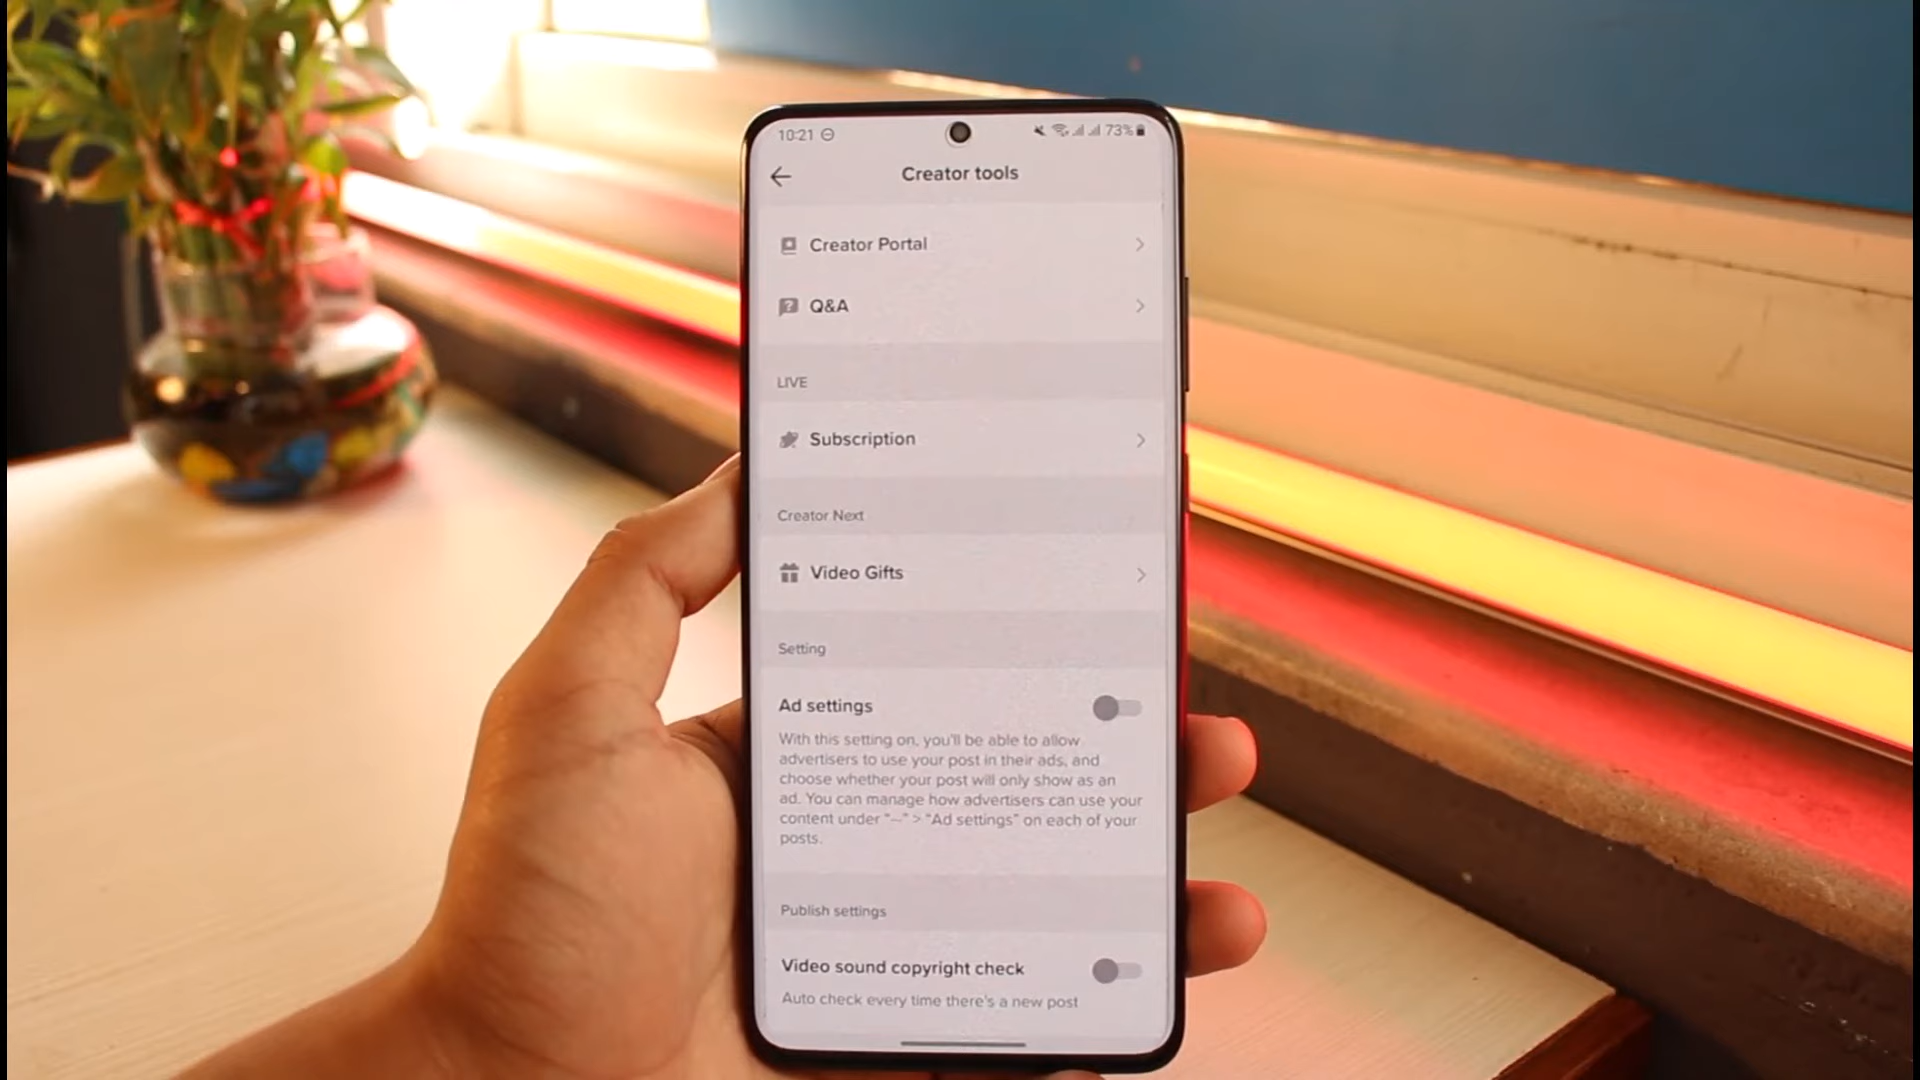 10:21
73%
Creator tools
Creator Portal
Q&A
LIVE
Subscription
Creator Next
Video Gifts
Setting
Ad settings
With this setting on, you'll be able to allow
advertisers to use your post in their ads, and
choose whether your post will only show as an
ad. You can manage how advertisers can use your
content under "···" > "Ad settings" on each of your
posts.
Publish settings
Video sound copyright check
Auto check every time there's a new post